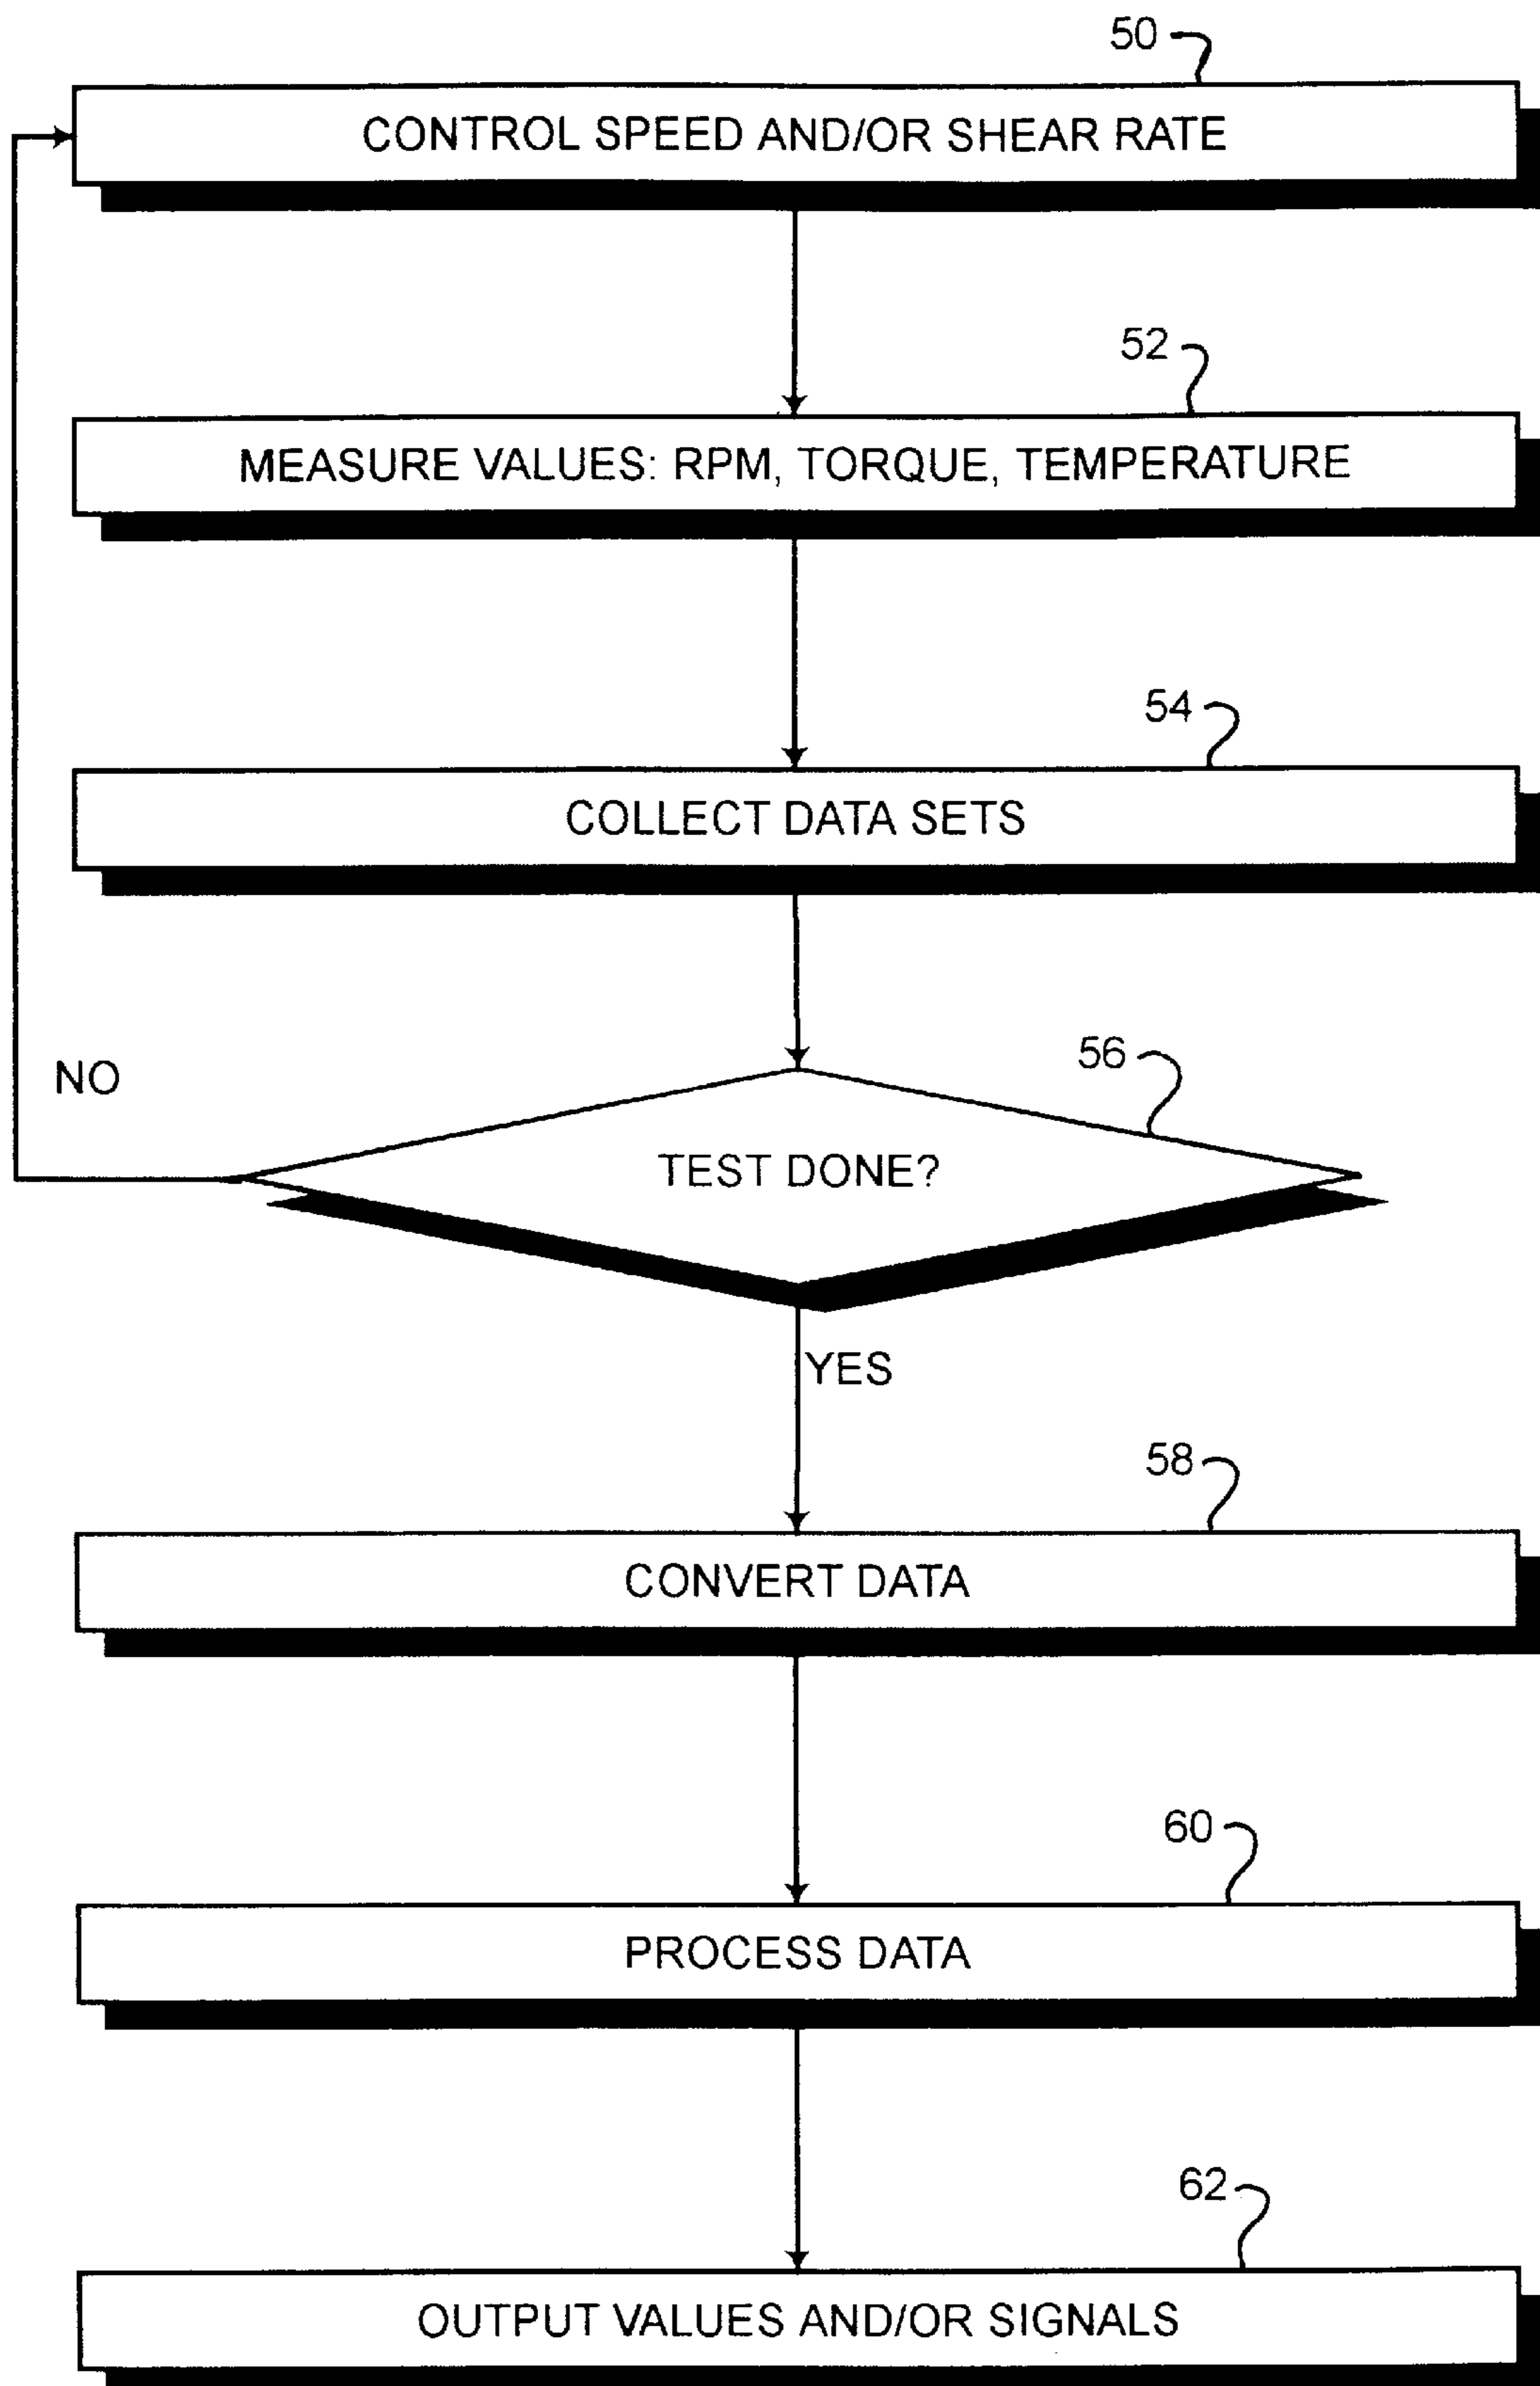 50
CONTROL SPEED AND/OR SHEAR RATE
52
MEASURE VALUES: RPM, TORQUE, TEMPERATURE
54
COLLECT DATA SETS
56
NO
TEST DONE?
YES
58
CONVERT DATA
60
PROCESS DATA
62
OUTPUT VALUES AND/OR SIGNALS